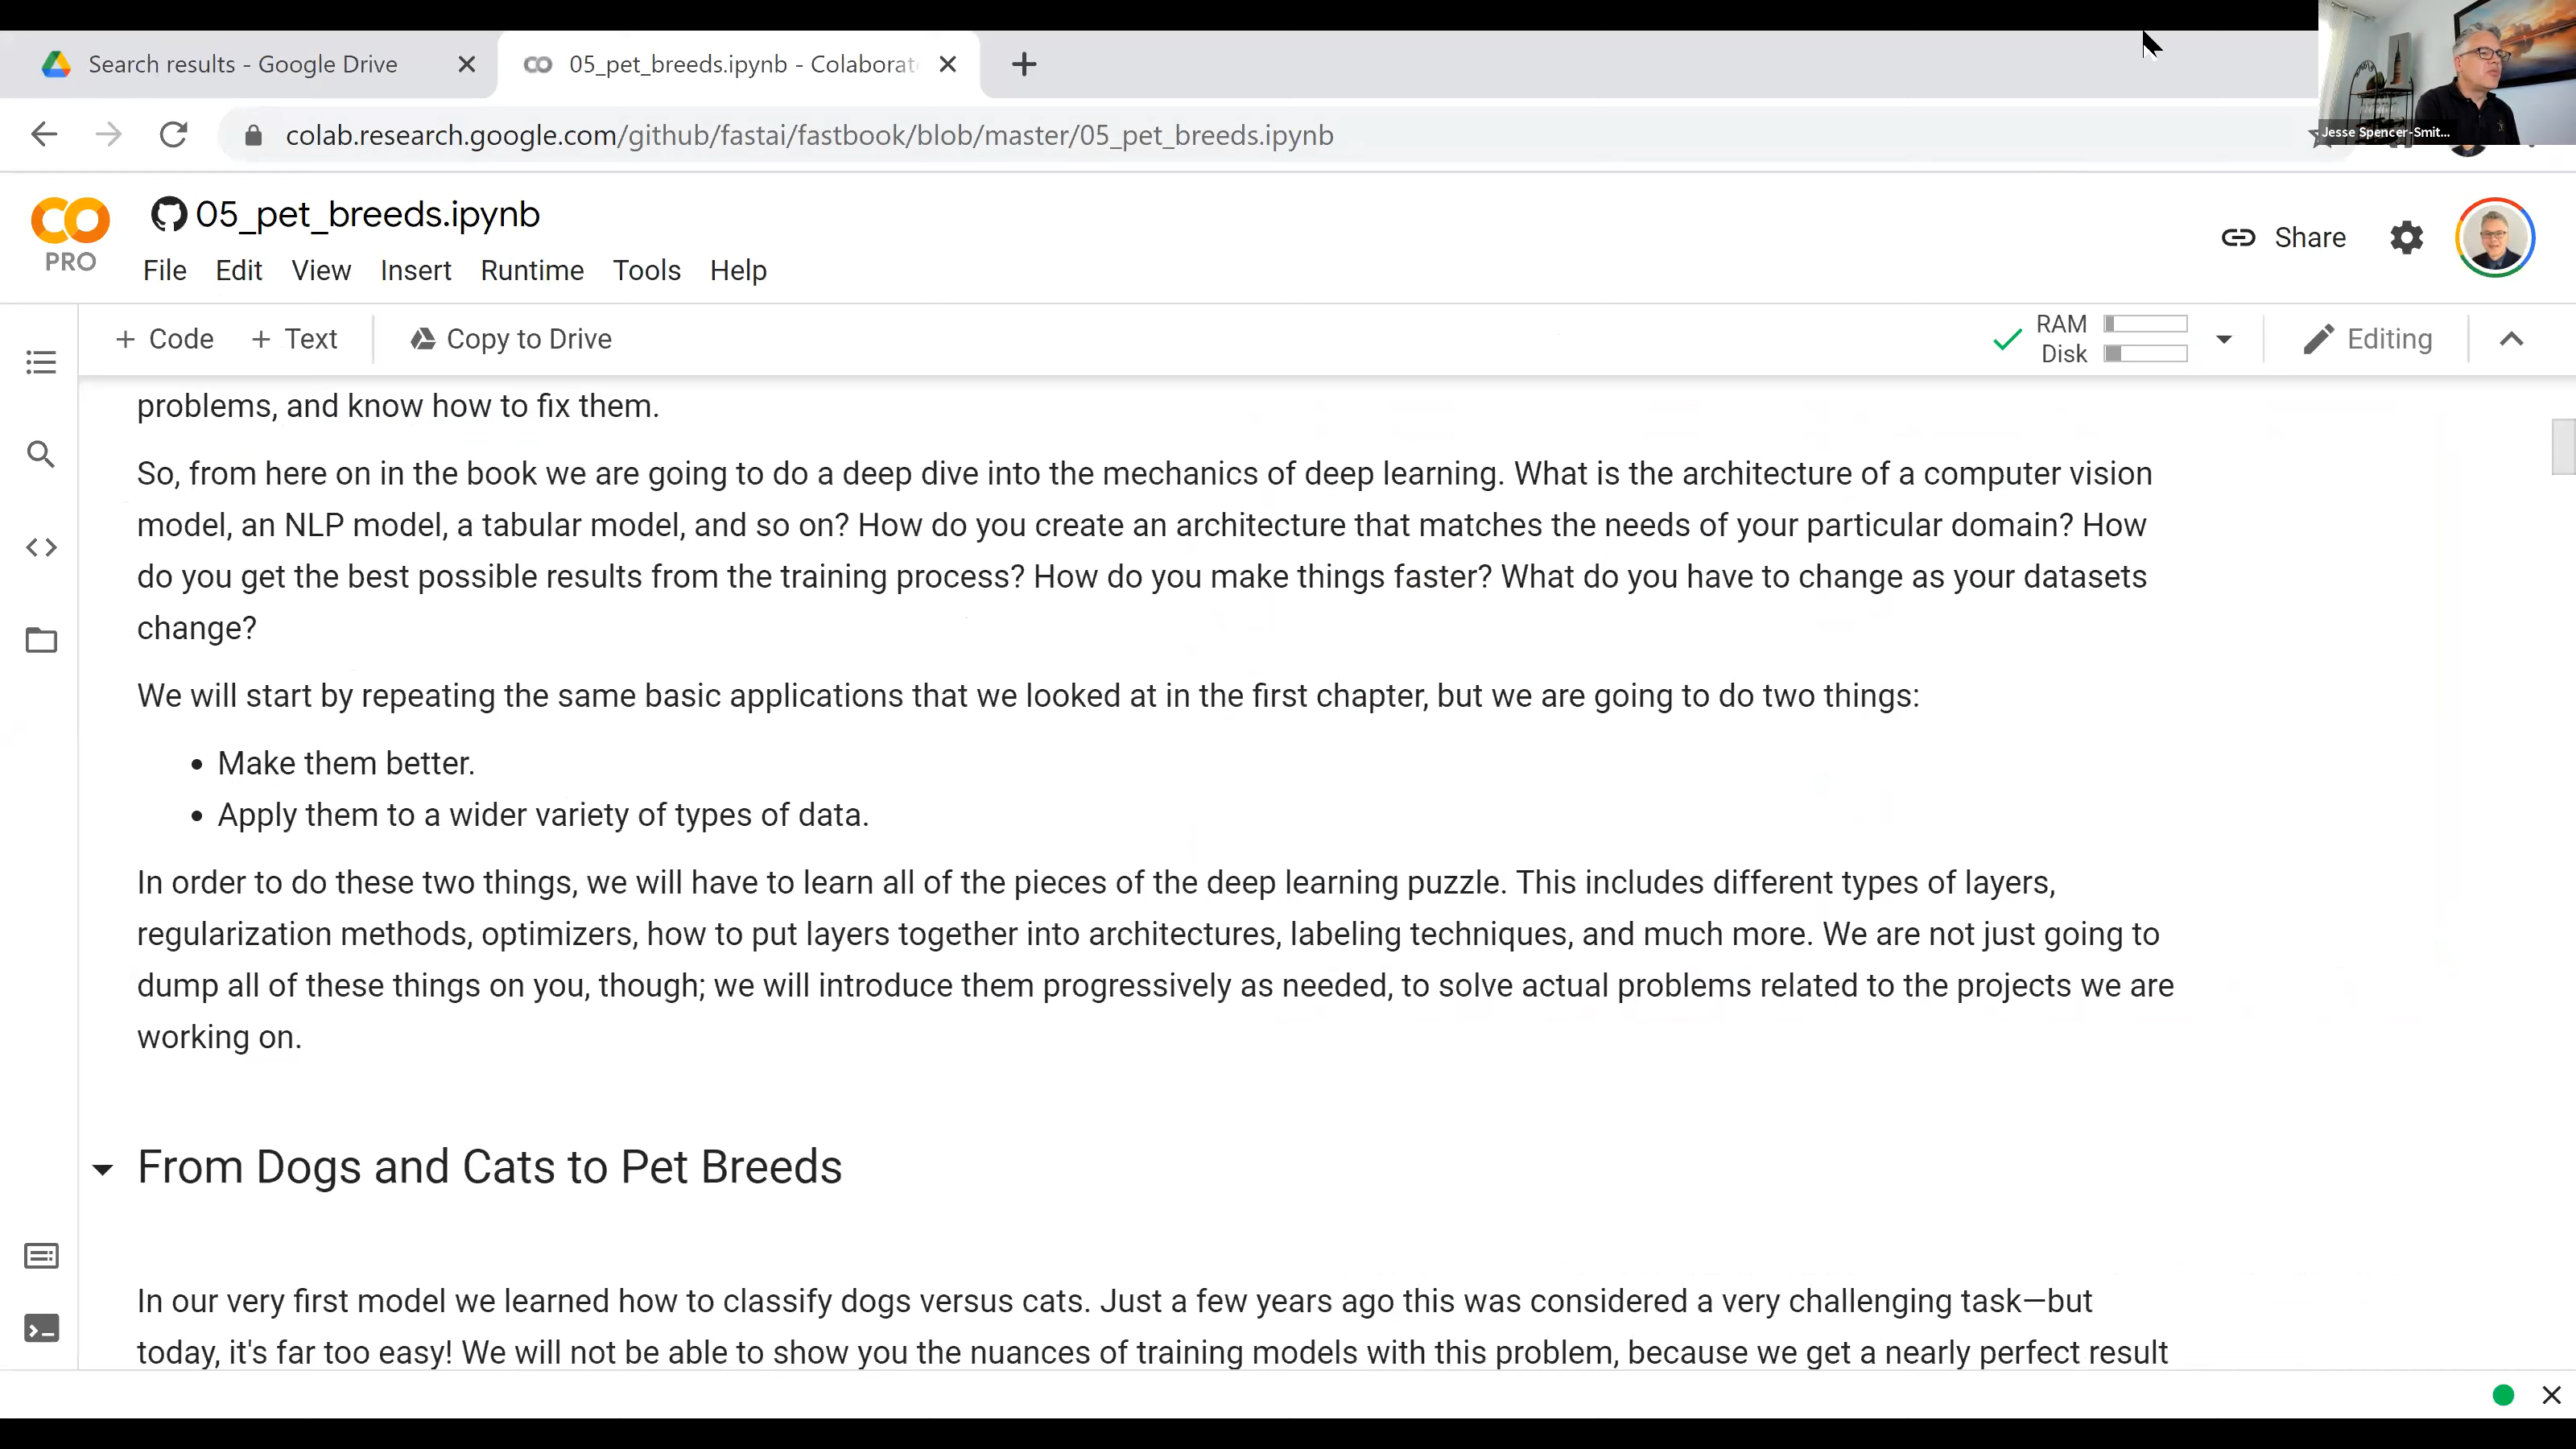 Search results - Google Drive
05_pet_breeds.ipynb - Colaborat
colab.research.google.com/github/fastai/fastbook/blob/master/05_pet_breeds.ipynb
Jesse Spencer-Smit...
05_pet_breeds.ipynb
PRO
File Edit View Insert Runtime Tools Help
Share
+ Code + Text Copy to Drive
RAM
Disk
Editing
problems, and know how to fix them.
So, from here on in the book we are going to do a deep dive into the mechanics of deep learning. What is the architecture of a computer vision
model, an NLP model, a tabular model, and so on? How do you create an architecture that matches the needs of your particular domain? How
do you get the best possible results from the training process? How do you make things faster? What do you have to change as your datasets
change?
We will start by repeating the same basic applications that we looked at in the first chapter, but we are going to do two things:
• Make them better.
• Apply them to a wider variety of types of data.
In order to do these two things, we will have to learn all of the pieces of the deep learning puzzle. This includes different types of layers,
regularization methods, optimizers, how to put layers together into architectures, labeling techniques, and much more. We are not just going to
dump all of these things on you, though; we will introduce them progressively as needed, to solve actual problems related to the projects we are
working on.
From Dogs and Cats to Pet Breeds
In our very first model we learned how to classify dogs versus cats. Just a few years ago this was considered a very challenging task—but
today, it's far too easy! We will not be able to show you the nuances of training models with this problem, because we get a nearly perfect result